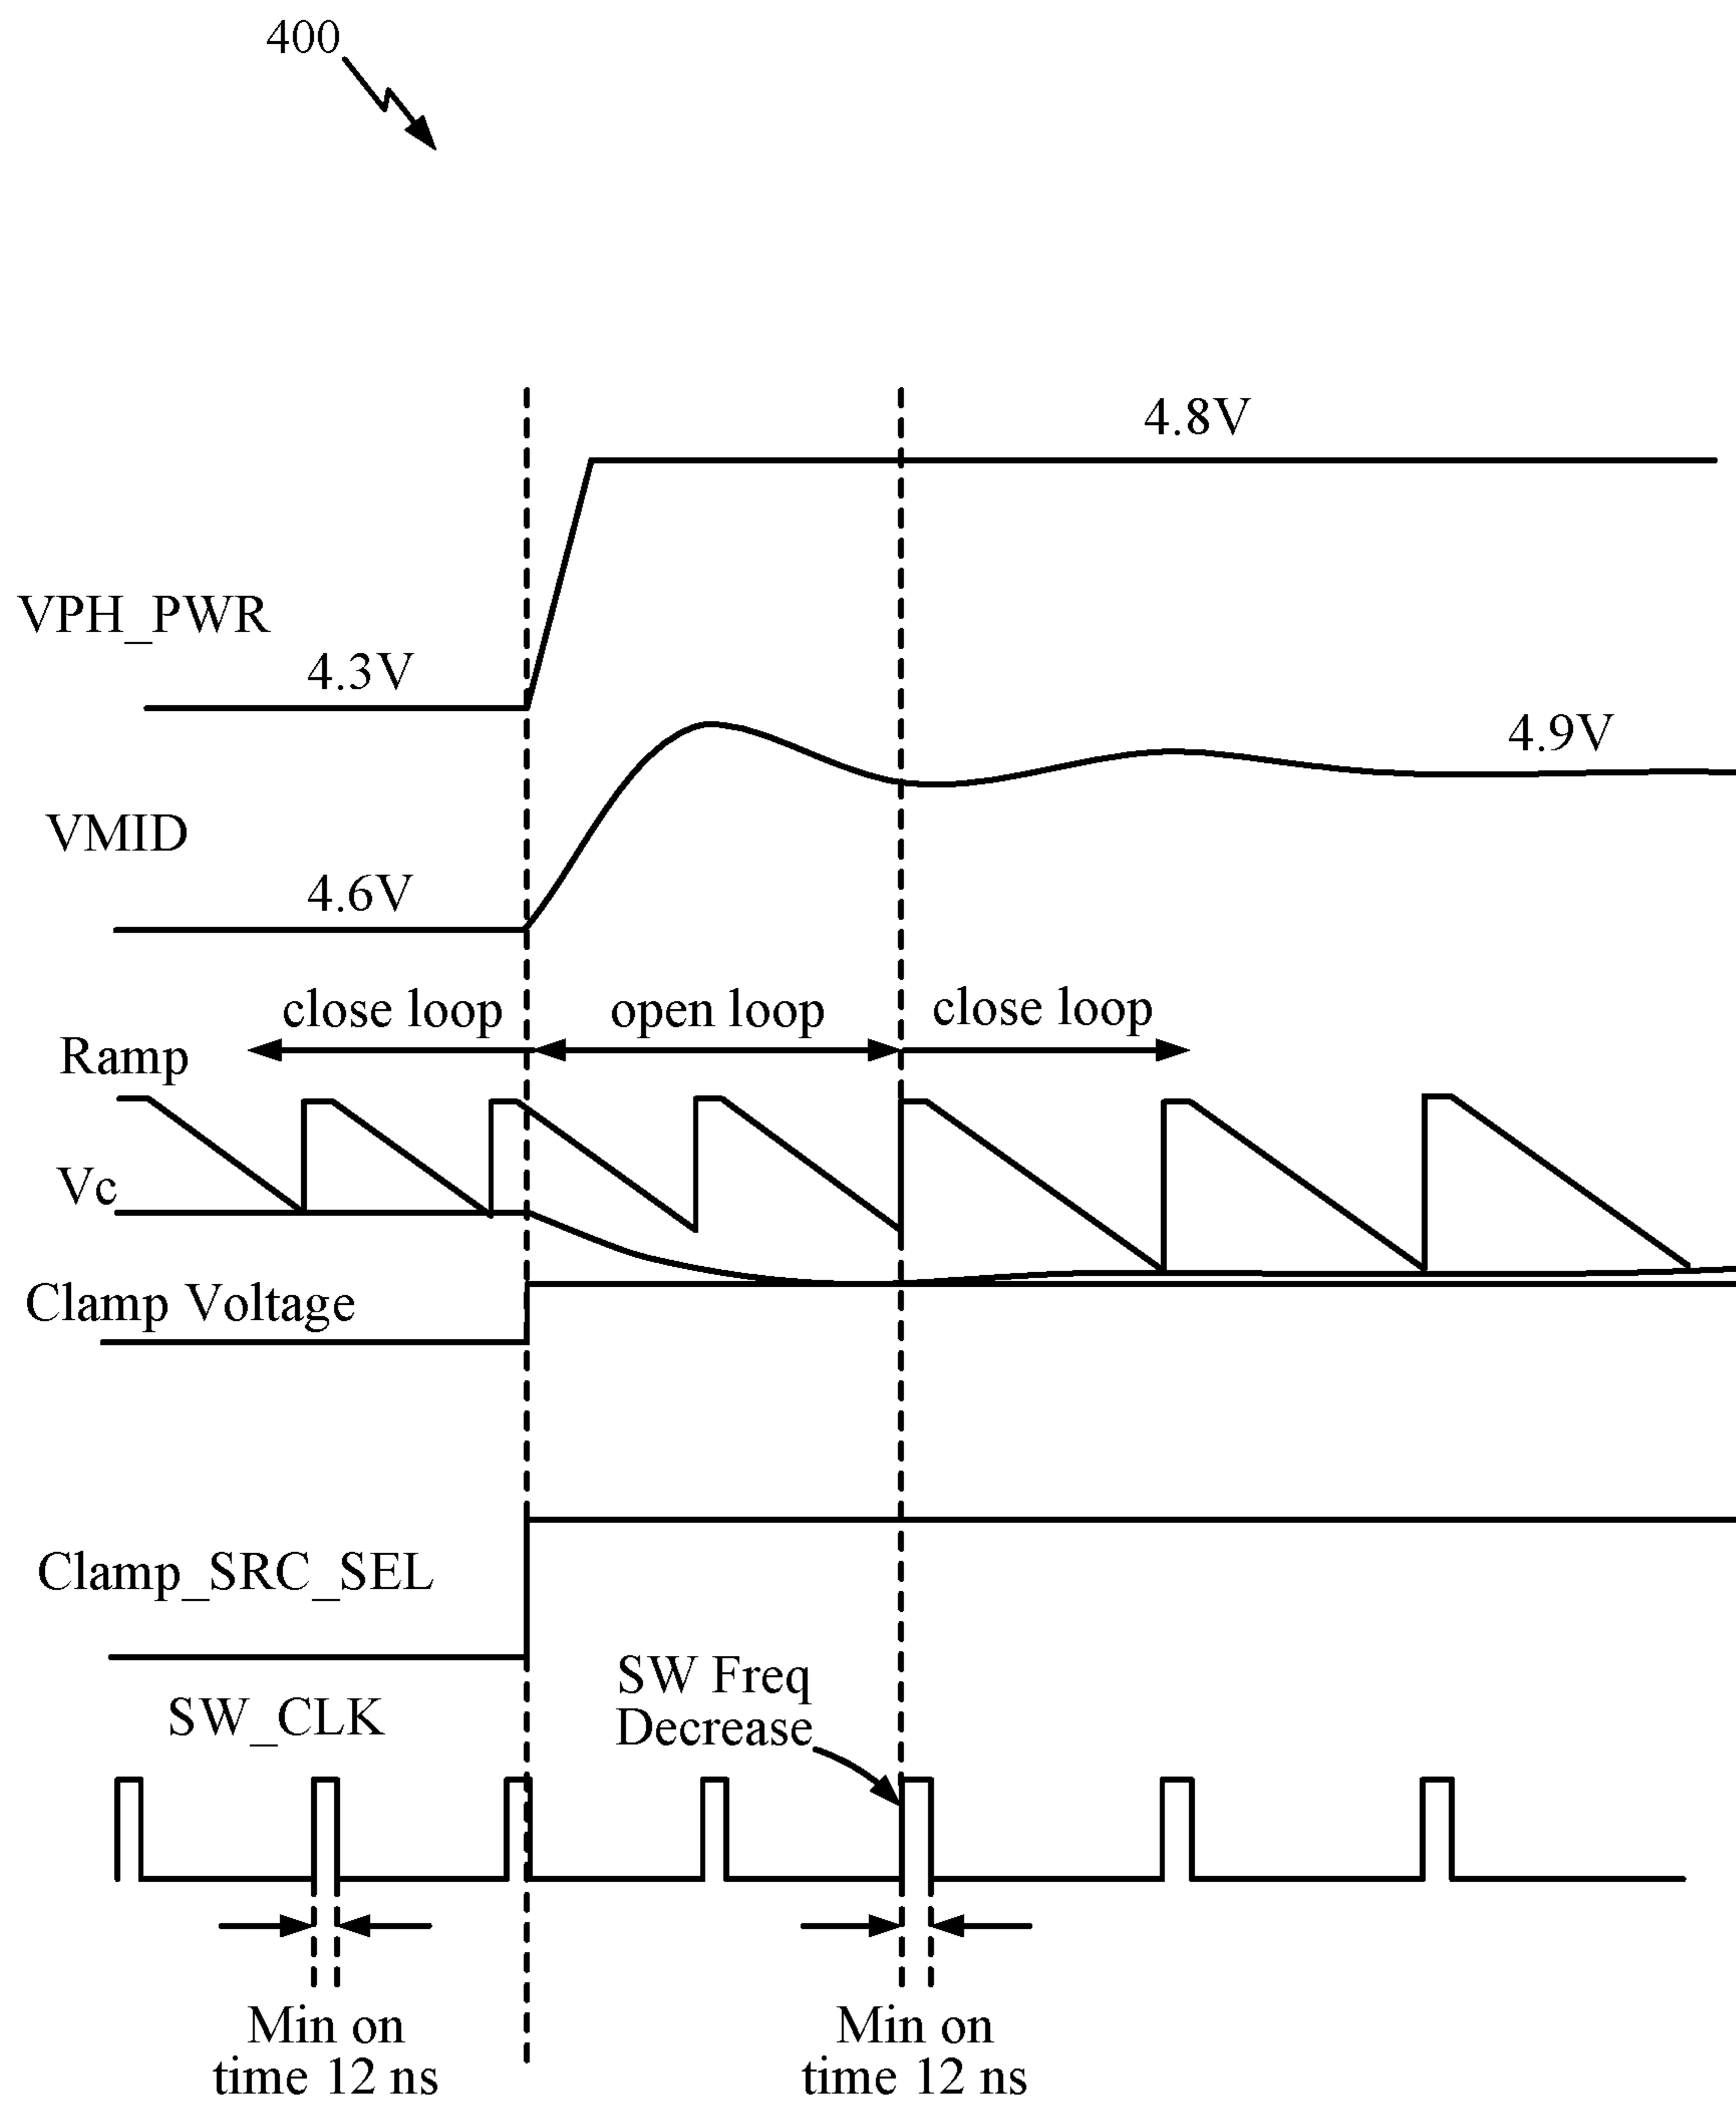 400
4.8V
VPH_PWR
4.3V
4.9V
VMID
4.6V
close loop
open loop
close loop
Ramp
Vc
Clamp Voltage
Clamp_SRC_SEL
SW Freq
Decrease
SW_CLK
Min on
time 12 ns
Min on
time 12 ns